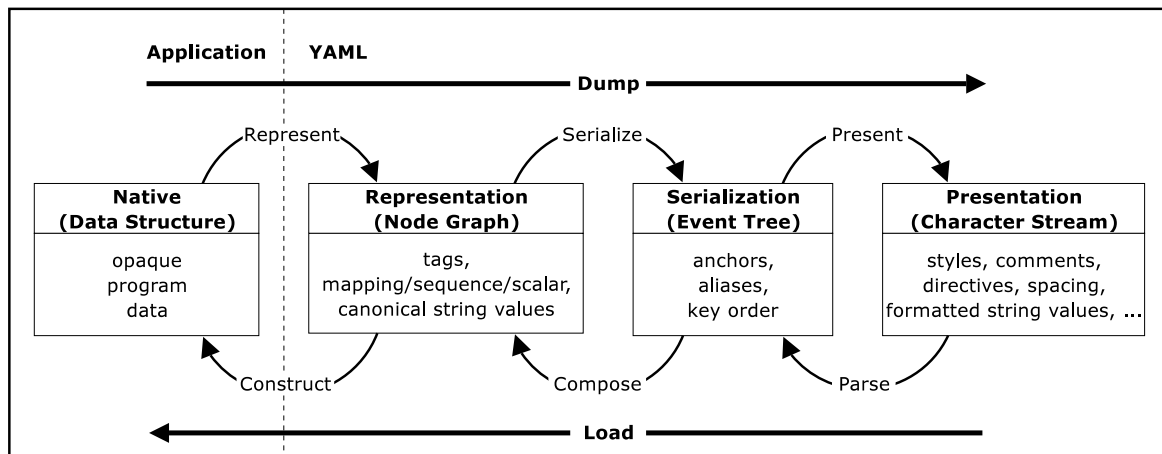 Application YAML
Dump
Represent Serialize Present
Native Representation Serialization Presentation
(Data Structure) (Node Graph) (Event Tree) (Character Stream)
opaque
program
data
tags,
mapping/sequence/scalar,
canonical string values
anchors,
aliases,
key order
styles, comments,
directives, spacing,
formatted string values, ...
Construct Compose Parse
Load